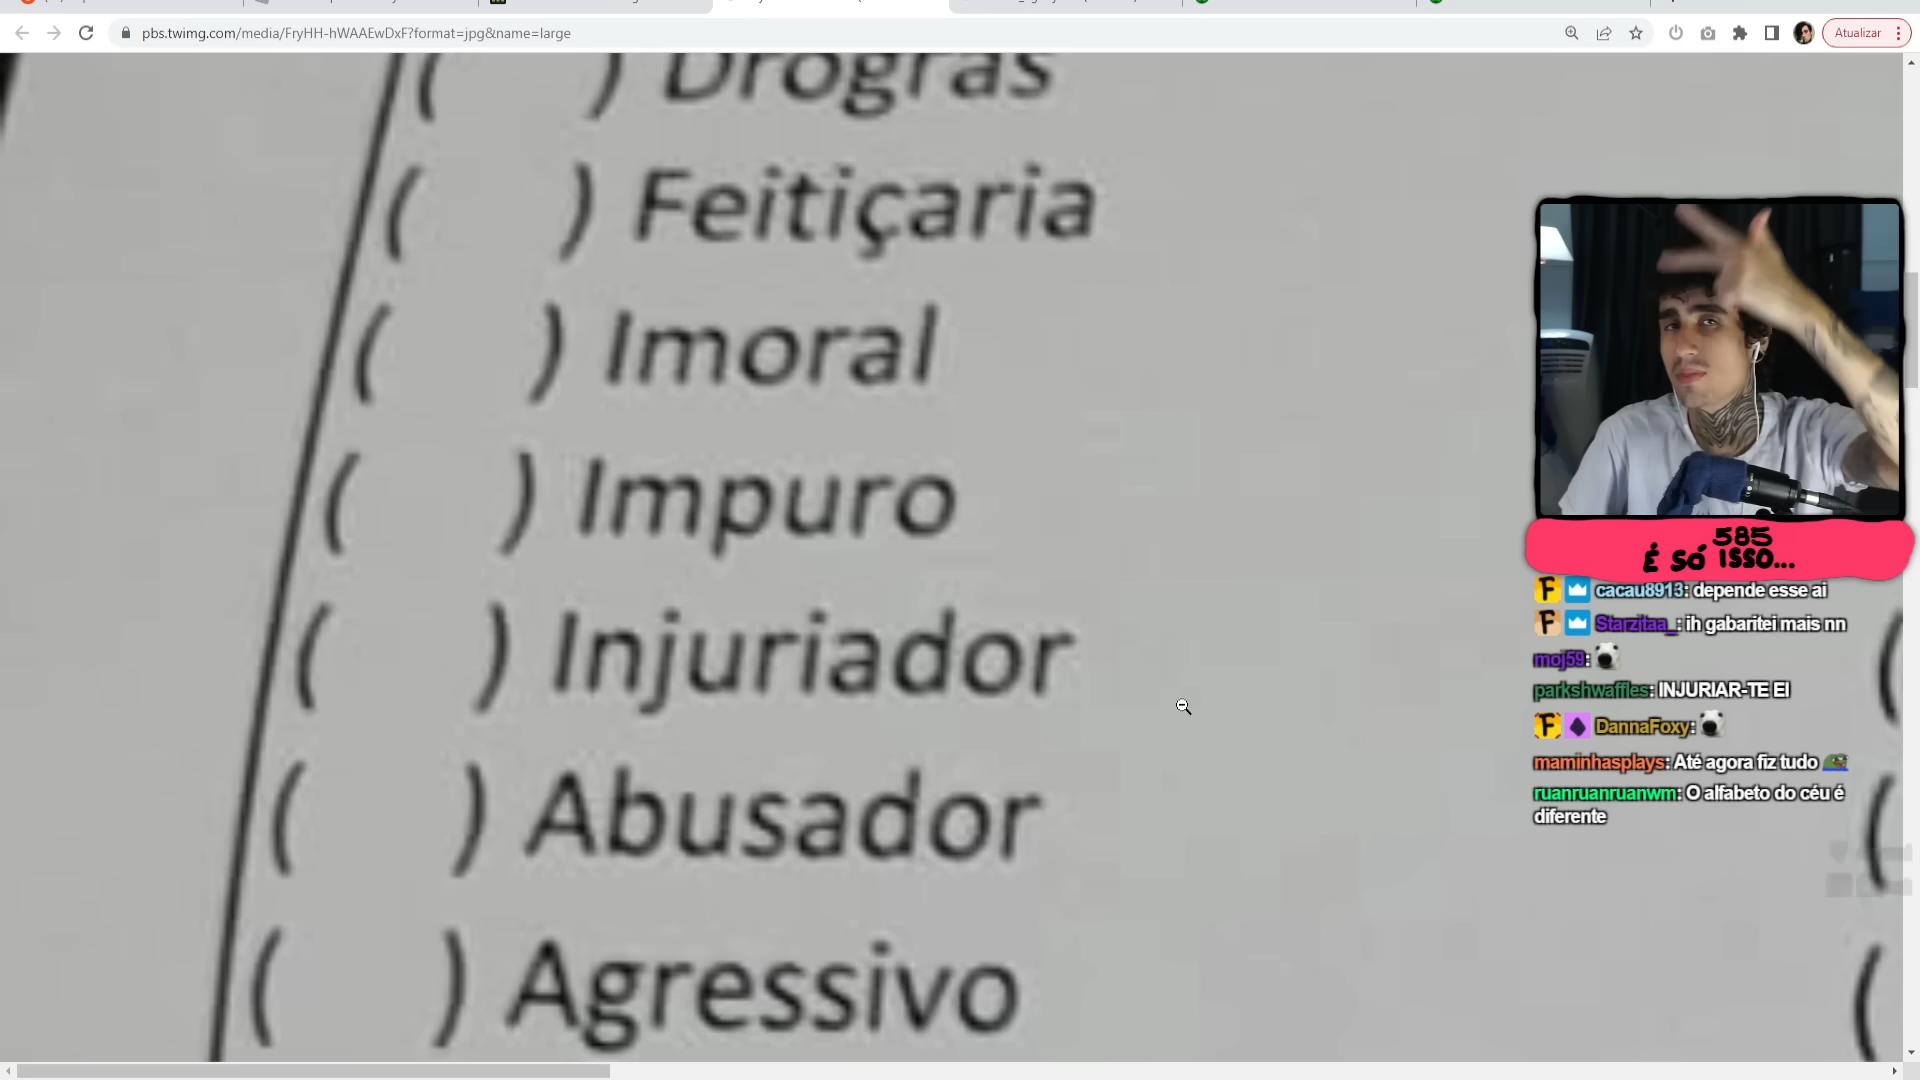 pbs.twimg.com/media/FryHH-hWAAEwDxF?format=jpg&name=large
Atualizar
( ) Drogras
( ) Feitiçaria
( ) Imoral
( ) Impuro
( ) Injuriador
( ) Abusador
( ) Agressivo
585
É SÓ ISSO...
cacau8913: depende esse ai
Starzitaa_: ih gabaritei mais nn
moj59:
parkshwaffles: INJURIAR-TE EI
DannaFoxy:
maminhasplays: Até agora fiz tudo
ruanruanruanwm: O alfabeto do céu é
diferente